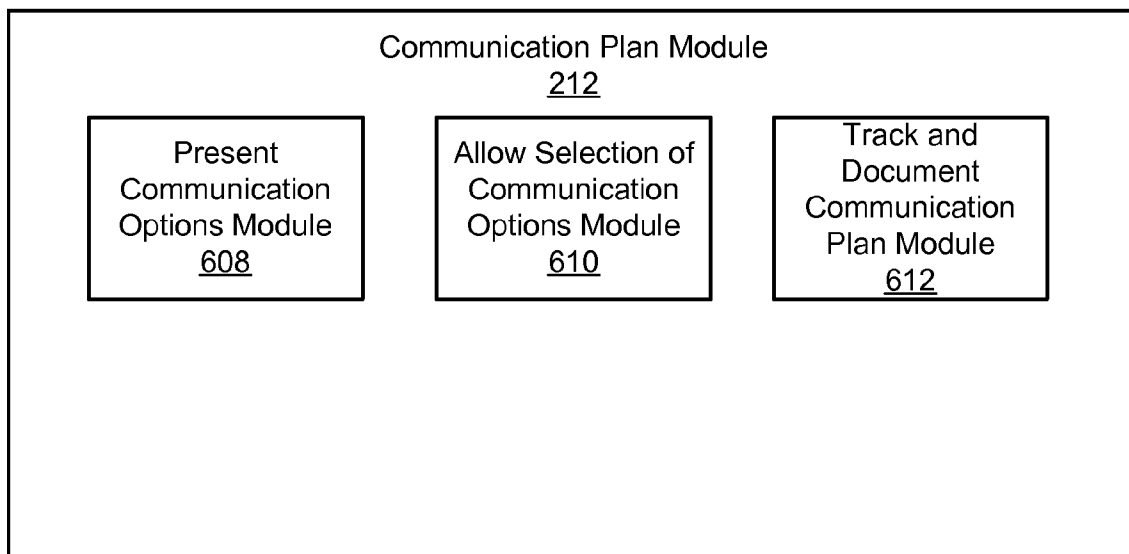 Communication Plan Module
212
Present
Communication
Options Module
608
Allow Selection of
Communication
Options Module
610
Track and
Document
Communication
Plan Module
612